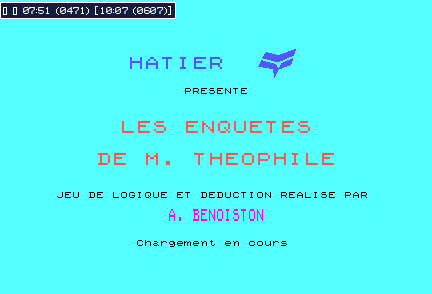 07:51 (0471) [10:07 (0607)]
HATIER
PRESENTE
LES ENQUETES
DE M. THEOPHILE
JEU DE LOGIQUE ET DEDUCTION REALISE PAR
A. BENOISTON
Chargement en cours